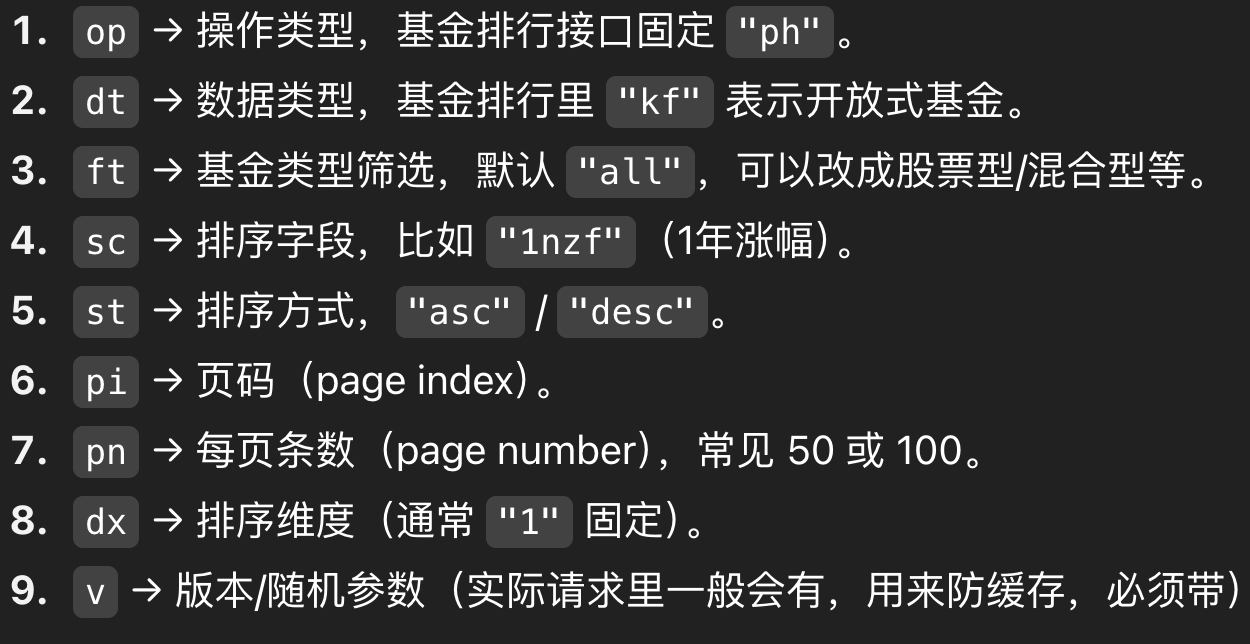 1. op → 操作类型，基金排行接口固定 "ph"。
2. dt → 数据类型，基金排行里 "kf" 表示开放式基金。
3. ft → 基金类型筛选，默认 "all"，可以改成股票型/混合型等。
4. sc → 排序字段，比如 "1nzf"（1年涨幅）。
5. st → 排序方式，"asc" / "desc"。
6. pi → 页码（page index）。
7. pn → 每页条数（page number），常见 50 或 100。
8. dx → 排序维度（通常 "1" 固定）。
9. v → 版本/随机参数（实际请求里一般会有，用来防缓存，必须带）